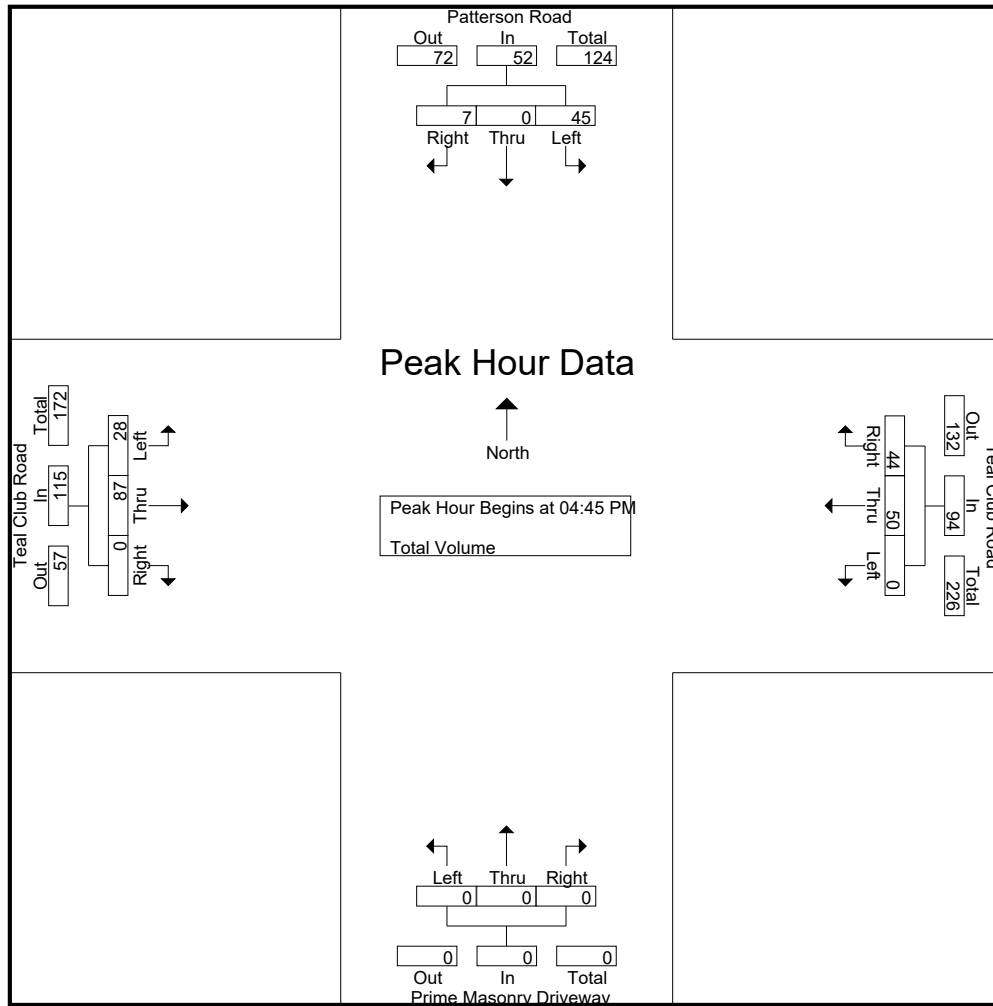 Patterson Road
Out In Total
72 52 124
7 0 45
Right Thru Left
Peak Hour Data
North
Peak Hour Begins at 04:45 PM
Total Volume
Teal Club Road
Out In Total
57 115 172
0 87 28
Right Thru Left
Teal Club Road
Out In Total
132 94 226
44 50 0
Right Thru Left
Left Thru Right
0 0 0
0 0 0
Out In Total
Prime Masonry Driveway